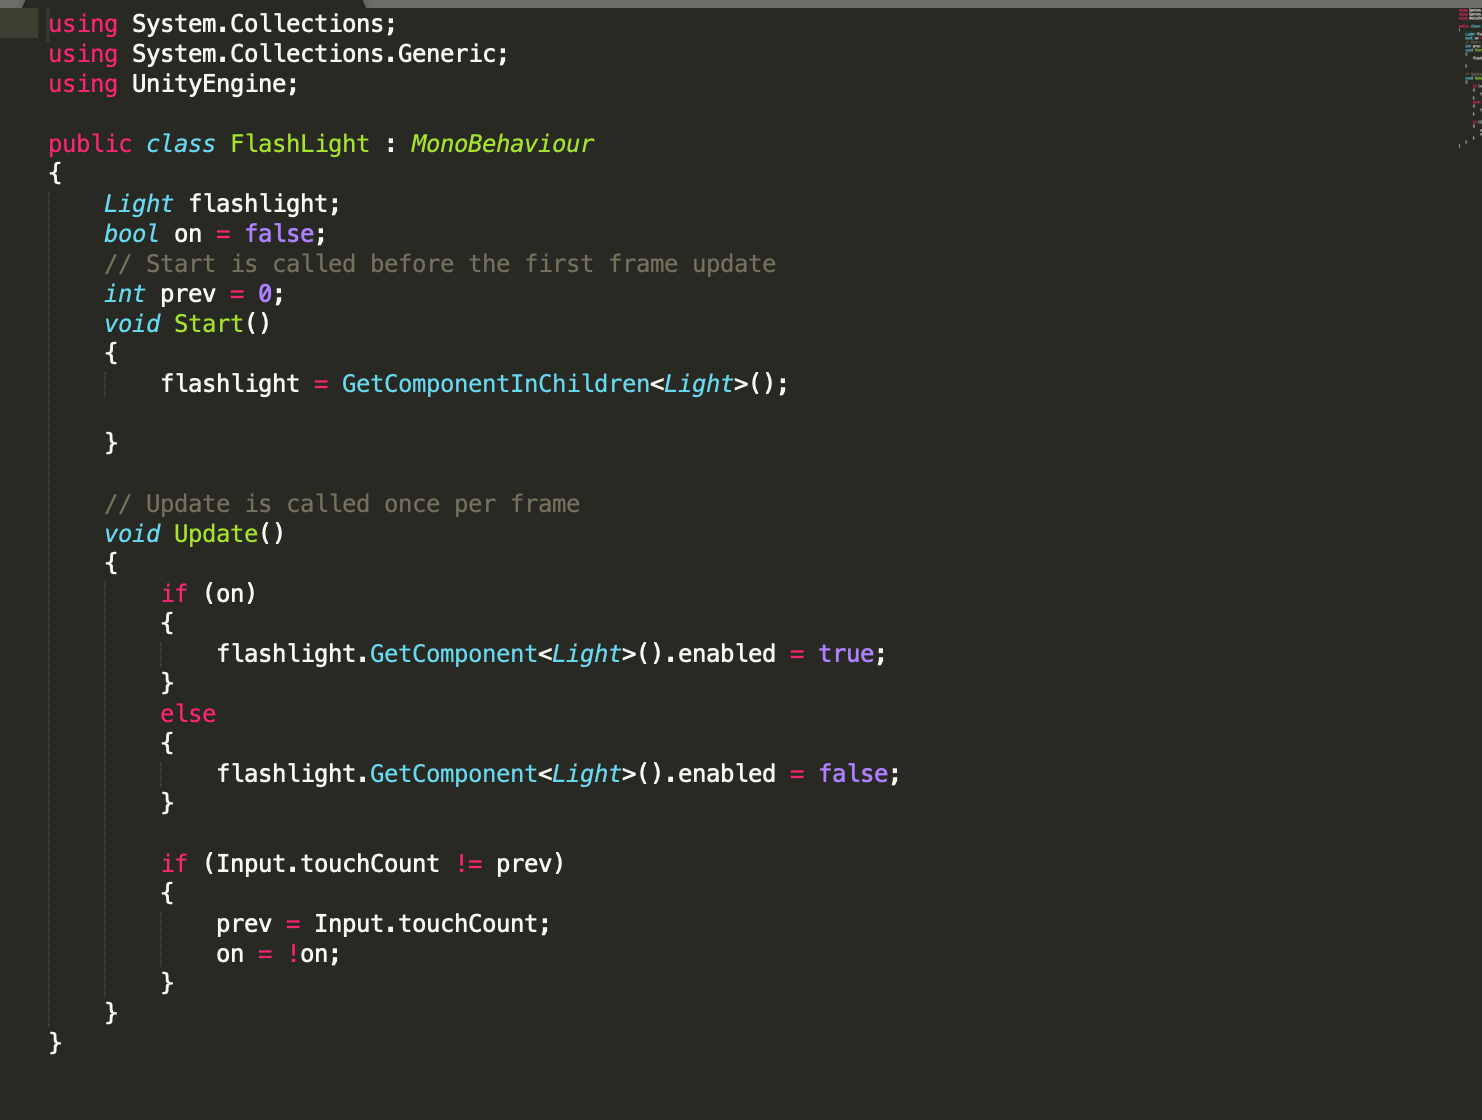 using System.Collections;
using System.Collections.Generic;
using UnityEngine;

public class FlashLight : MonoBehaviour
{
    Light flashlight;
    bool on = false;
    // Start is called before the first frame update
    int prev = 0;
    void Start()
    {
        flashlight = GetComponentInChildren<Light>();

    }

    // Update is called once per frame
    void Update()
    {
        if (on)
        {
            flashlight.GetComponent<Light>().enabled = true;
        }
        else
        {
            flashlight.GetComponent<Light>().enabled = false;
        }

        if (Input.touchCount != prev)
        {
            prev = Input.touchCount;
            on = !on;
        }
    }
}